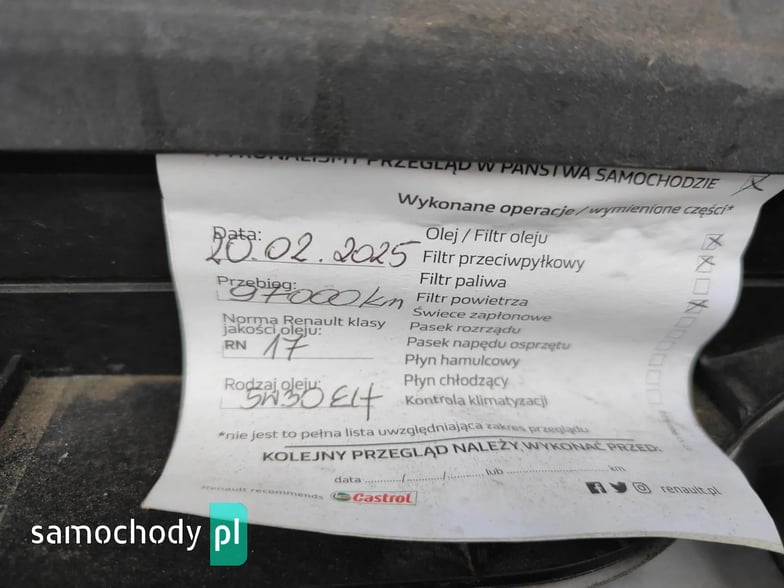 WYKONALIŚMY PRZEGLĄD W PAŃSTWA SAMOCHODZIE
Wykonane operacje / wymienione części*
Data:
20.02.2025
Przebieg:
97000 km
Norma Renault klasy
jakości oleju:
RN 17
Rodzaj oleju:
5W30 Elf
Olej / Filtr oleju
Filtr przeciwpyłkowy
Filtr paliwa
Filtr powietrza
Świece zapłonowe
Pasek rozrządu
Pasek napędu osprzętu
Płyn hamulcowy
Płyn chłodzący
Kontrola klimatyzacji
*nie jest to pełna lista uwzględniająca zakres przeglądu
KOLEJNY PRZEGLĄD NALEŻY WYKONAĆ PRZED:
data ........../........../.......... lub .............................. km
Renault recommends Castrol
renault.pl
samochody pl